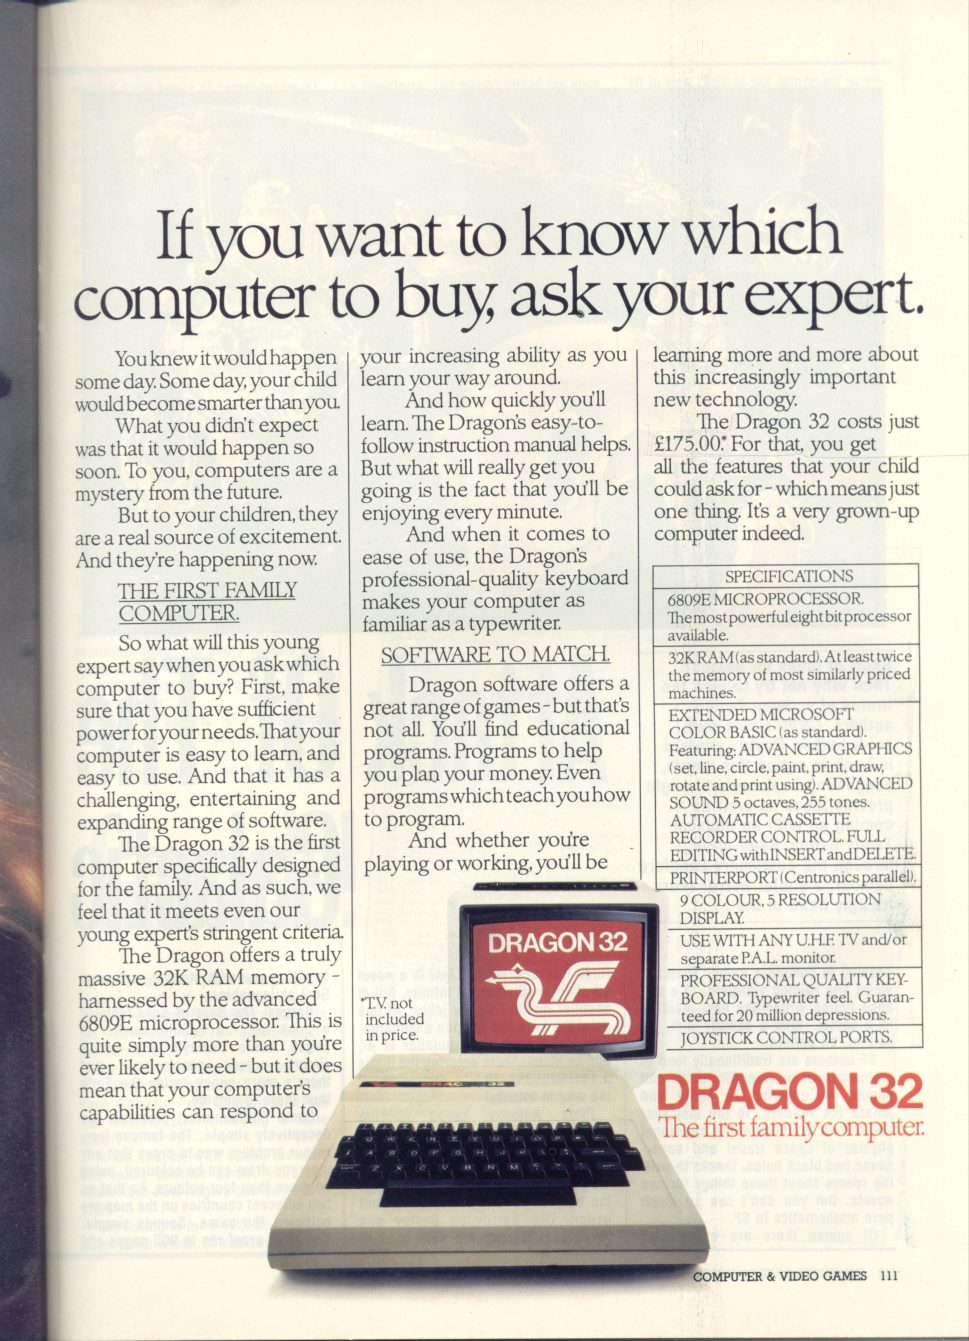 If you want to know which
computer to buy, ask your expert.
You knew it would happen
some day. Some day, your child
would become smarter than you.
What you didn't expect
was that it would happen so
soon. To you, computers are a
mystery from the future.
But to your children, they
are a real source of excitement.
And they're happening now.
THE FIRST FAMILY
COMPUTER.
So what will this young
expert say when you ask which
computer to buy? First, make
sure that you have sufficient
power for your needs. That your
computer is easy to learn, and
easy to use. And that it has a
challenging, entertaining and
expanding range of software.
The Dragon 32 is the first
computer specifically designed
for the family. And as such, we
feel that it meets even our
young expert's stringent criteria.
The Dragon offers a truly
massive 32K RAM memory -
harnessed by the advanced
6809E microprocessor. This is
quite simply more than you're
ever likely to need - but it does
mean that your computer's
capabilities can respond to
your increasing ability as you
learn your way around.
And how quickly you'll
learn. The Dragon's easy-to-
follow instruction manual helps.
But what will really get you
going is the fact that you'll be
enjoying every minute.
And when it comes to
ease of use, the Dragon's
professional-quality keyboard
makes your computer as
familiar as a typewriter.
SOFTWARE TO MATCH.
Dragon software offers a
great range of games - but that's
not all. You'll find educational
programs. Programs to help
you plan your money. Even
programs which teach you how
to program.
And whether you're
playing or working, you'll be
learning more and more about
this increasingly important
new technology.
The Dragon 32 costs just
£175.00.* For that, you get
all the features that your child
could ask for - which means just
one thing. It's a very grown-up
computer indeed.
SPECIFICATIONS
6809E MICROPROCESSOR.
The most powerful eight bit processor
available.
32K RAM (as standard). At least twice
the memory of most similarly priced
machines.
EXTENDED MICROSOFT
COLOR BASIC (as standard).
Featuring: ADVANCED GRAPHICS
(set, line, circle, paint, print, draw,
rotate and print using). ADVANCED
SOUND 5 octaves, 255 tones.
AUTOMATIC CASSETTE
RECORDER CONTROL. FULL
EDITING with INSERT and DELETE.
PRINTER PORT (Centronics parallel).
9 COLOUR, 5 RESOLUTION
DISPLAY.
USE WITH ANY U.H.F. TV and/or
separate P.A.L. monitor.
PROFESSIONAL QUALITY KEY-
BOARD. Typewriter feel. Guaran-
teed for 20 million depressions.
JOYSTICK CONTROL PORTS.
DRAGON 32
*T.V. not
included
in price.
DRAGON 32
Q W E R T Y U I O P
A S D F G H J K L
Z X C V B N M
DRAGON 32
The first family computer.
COMPUTER & VIDEO GAMES 111